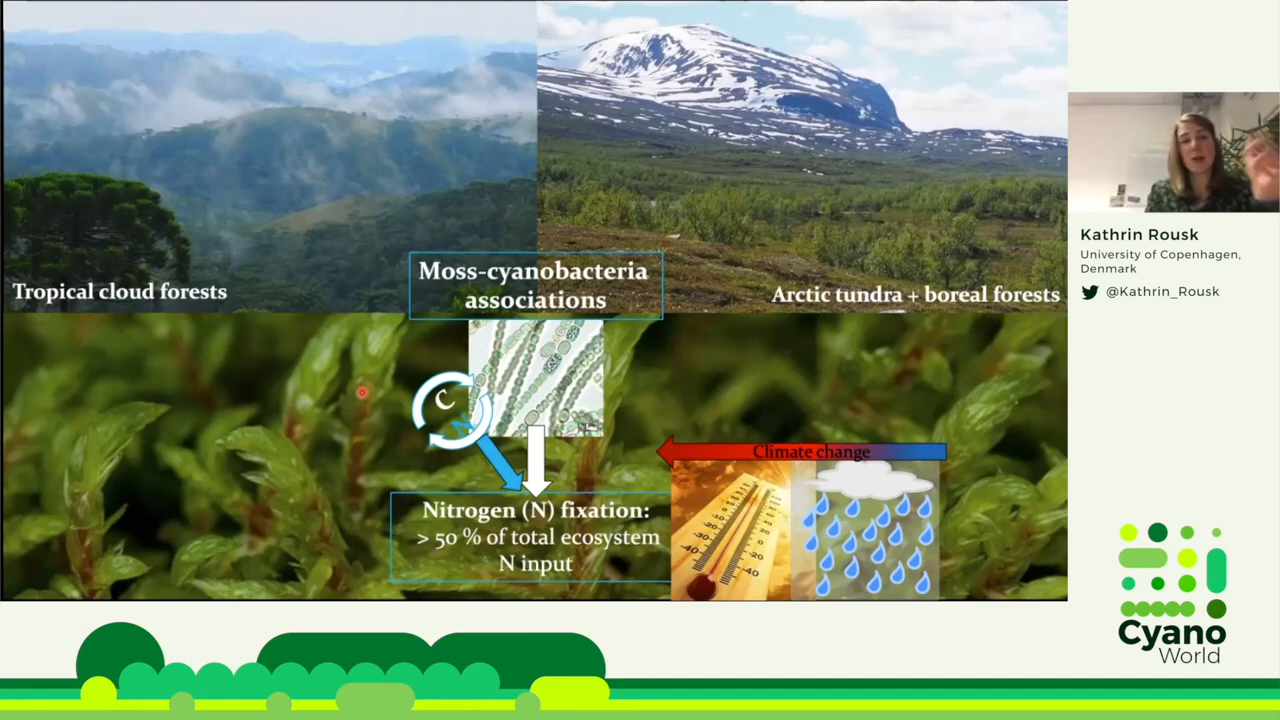 Tropical cloud forests
Moss-cyanobacteria
associations
Arctic tundra + boreal forests
C
N
Climate change
Nitrogen (N) fixation:
> 50 % of total ecosystem
N input
Kathrin Rousk
University of Copenhagen,
Denmark
@Kathrin_Rousk
Cyano
World